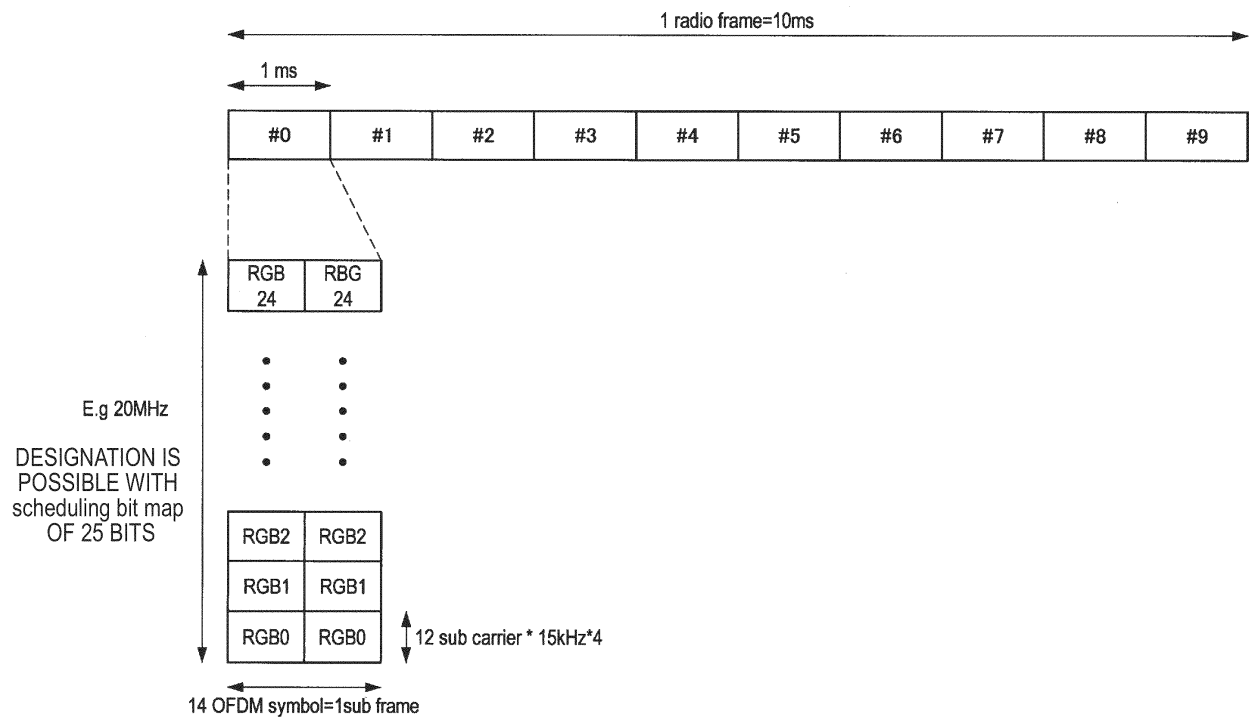 1 radio frame=10ms
1 ms
#0 #1 #2 #3 #4 #5 #6 #7 #8 #9
RGB RBG
24 24
E.g 20MHz
DESIGNATION IS
POSSIBLE WITH
scheduling bit map
OF 25 BITS
RGB2 RGB2
RGB1 RGB1
RGB0 RGB0
12 sub carrier * 15kHz*4
14 OFDM symbol=1sub frame